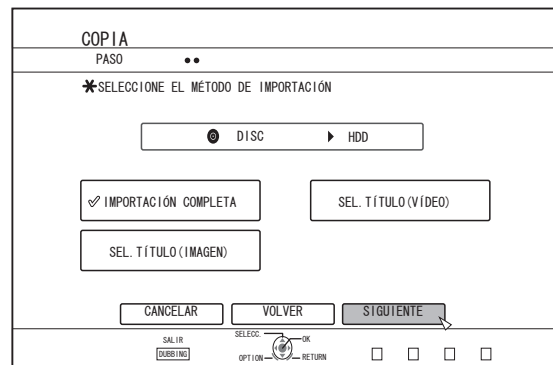 COPIA
PASO
*SELECCIONE EL MÉTODO DE IMPORTACIÓN
DISC HDD
IMPORTACIÓN COMPLETA SEL.TÍTULO(VÍDEO)
SEL.TÍTULO(IMAGEN)
CANCELAR VOLVER SIGUIENTE
SALIR SELECC. OK
DUBBING OPTION RETURN